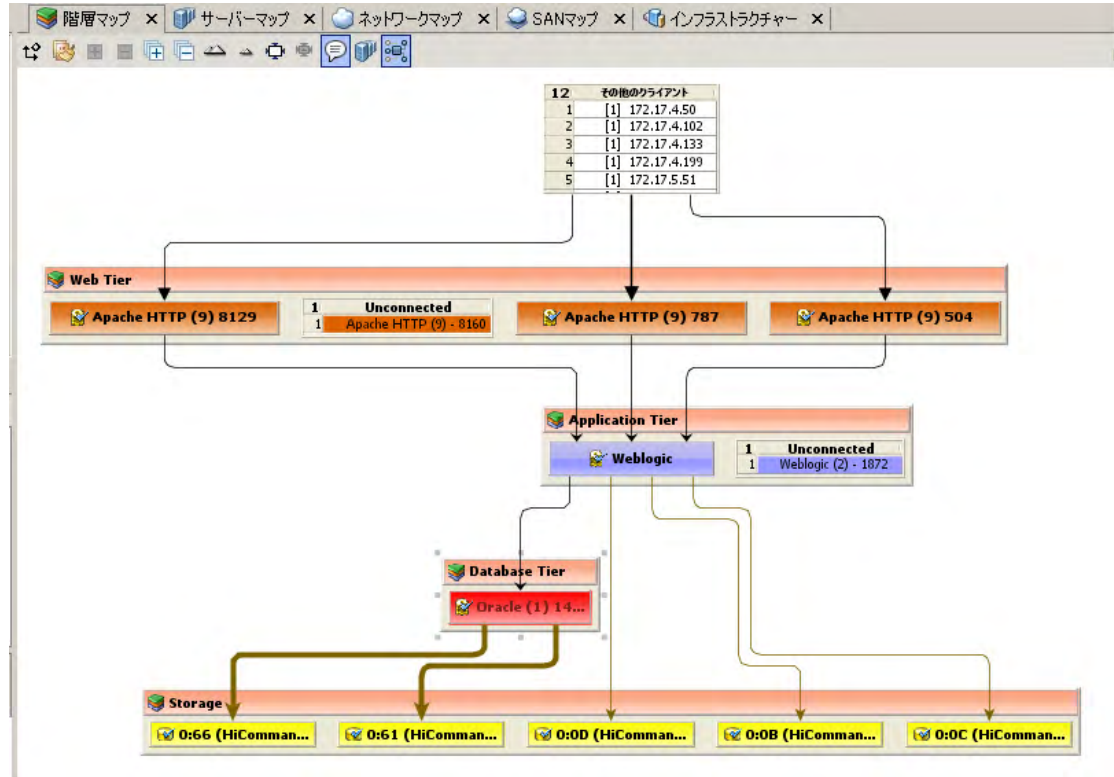 階層マップ × サーバーマップ × ネットワークマップ × SANマップ × インフラストラクチャー ×
12 その他のクライアント
1 [1] 172.17.4.50
2 [1] 172.17.4.102
3 [1] 172.17.4.133
4 [1] 172.17.4.199
5 [1] 172.17.5.51
Web Tier
Apache HTTP (9) 8129
1 Unconnected
1 Apache HTTP (9) - 8160
Apache HTTP (9) 787
Apache HTTP (9) 504
Application Tier
Weblogic
1 Unconnected
1 Weblogic (2) - 1872
Database Tier
Oracle (1) 14...
Storage
0:66 (HiComman...
0:61 (HiComman...
0:0D (HiComman...
0:0B (HiComman...
0:0C (HiComman...